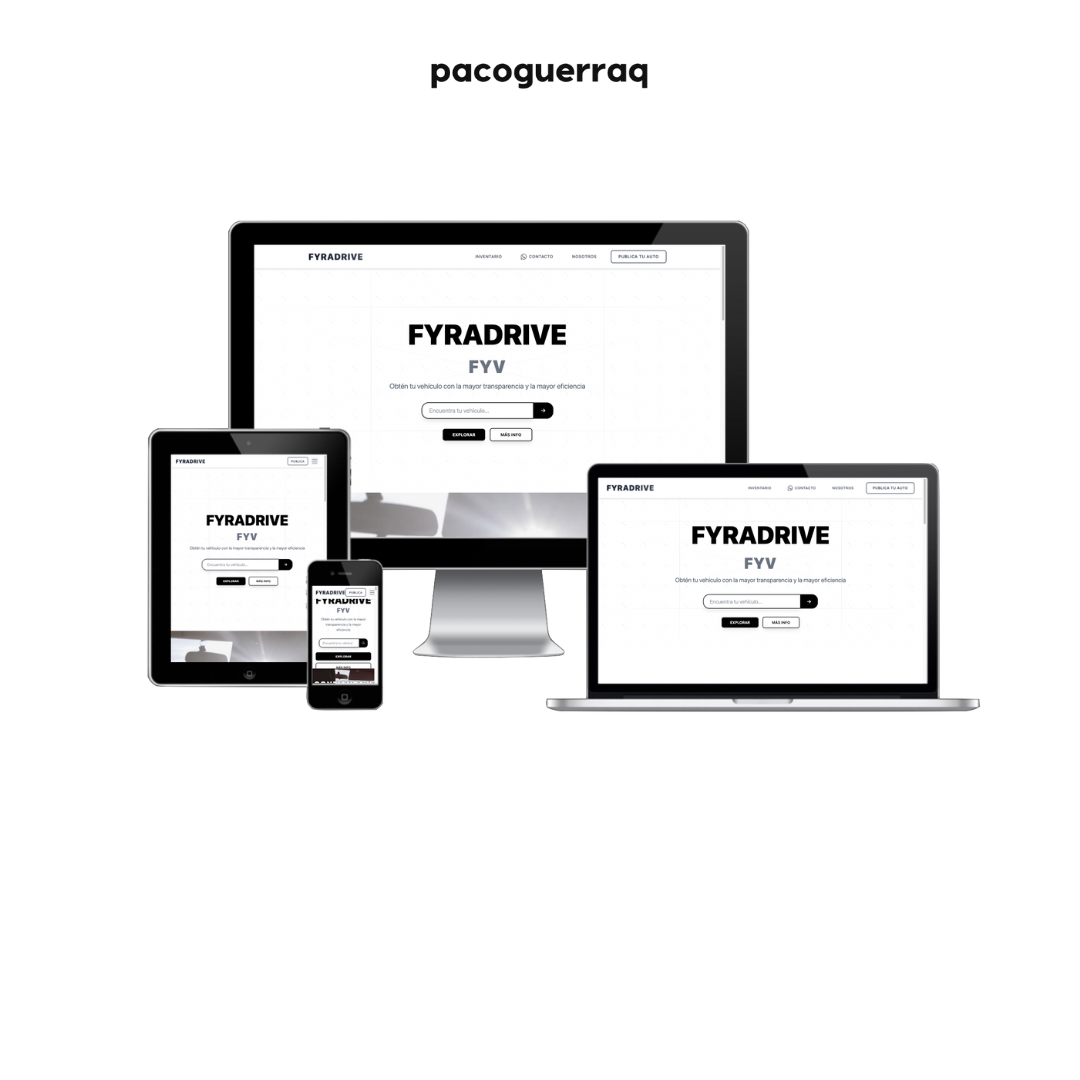 pacoguerraq
FYRADRIVE
INVENTARIO
CONTACTO
NOSOTROS
PUBLICA TU AUTO
FYRADRIVE
FYV
Obtén tu vehículo con la mayor transparencia y la mayor eficiencia
Encuentra tu vehículo...
EXPLORAR
MÁS INFO
FYRADRIVE
PUBLICA
FYRADRIVE
FYV
Obtén tu vehículo con la mayor transparencia y la mayor eficiencia
Encuentra tu vehículo...
EXPLORAR
MÁS INFO
FYRADRIVE
PUBLICA
FYRADRIVE
FYV
Obtén tu vehículo con la mayor
transparencia y la mayor
eficiencia
Encuentra tu vehículo...
EXPLORAR
MÁS INFO
FYRADRIVE
INVENTARIO
CONTACTO
NOSOTROS
PUBLICA TU AUTO
FYRADRIVE
FYV
Obtén tu vehículo con la mayor transparencia y la mayor eficiencia
Encuentra tu vehículo...
EXPLORAR
MÁS INFO